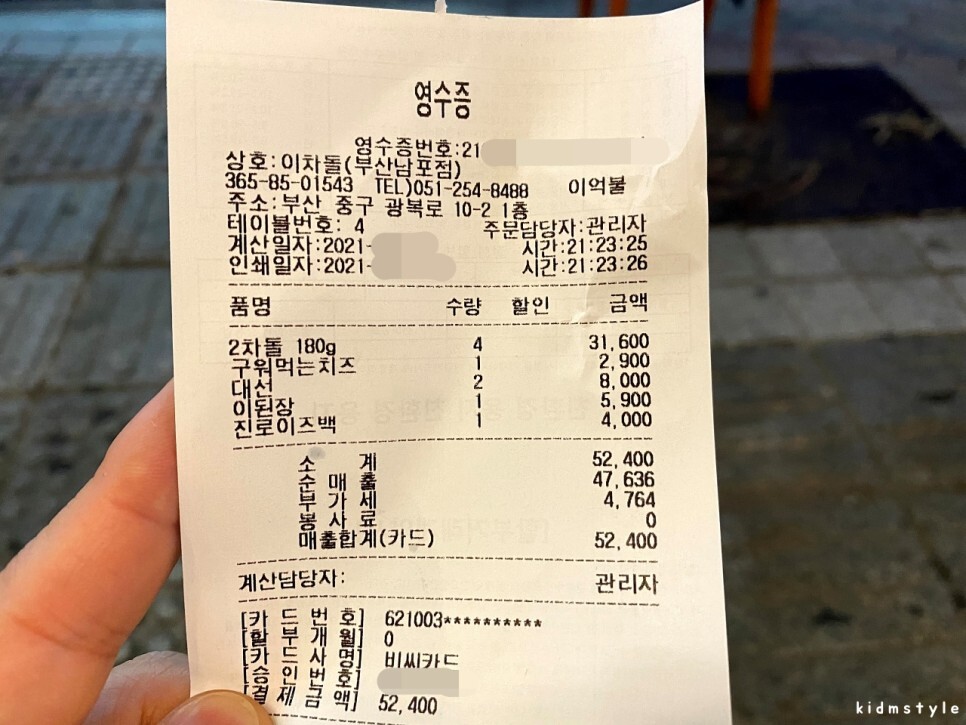 영수증
영수증번호:21
상호:이차돌(부산남포점)
365-85-01543 TEL)051-254-8488 이억불
주소:부산 중구 광복로 10-2 1층
테이블번호: 4 주문담당자:관리자
계산일자:2021- 시간:21:23:25
인쇄일자:2021- 시간:21:23:26
품명 수량 할인 금액
2차돌 180g 4 31,600
구워먹는치즈 1 2,900
대선 2 8,000
이된장 1 5,900
진로이즈백 1 4,000
소 계 52,400
순 매 출 47,636
부 가 세 4,764
봉 사 료 0
매출합계(카드) 52,400
계산담당자: 관리자
[카 드 번 호] 621003**********
[할 부 개 월] 0
[카 드 사 명] 비씨카드
[승 인 번 호]
[결 제 금 액] 52,400
kidmstyle